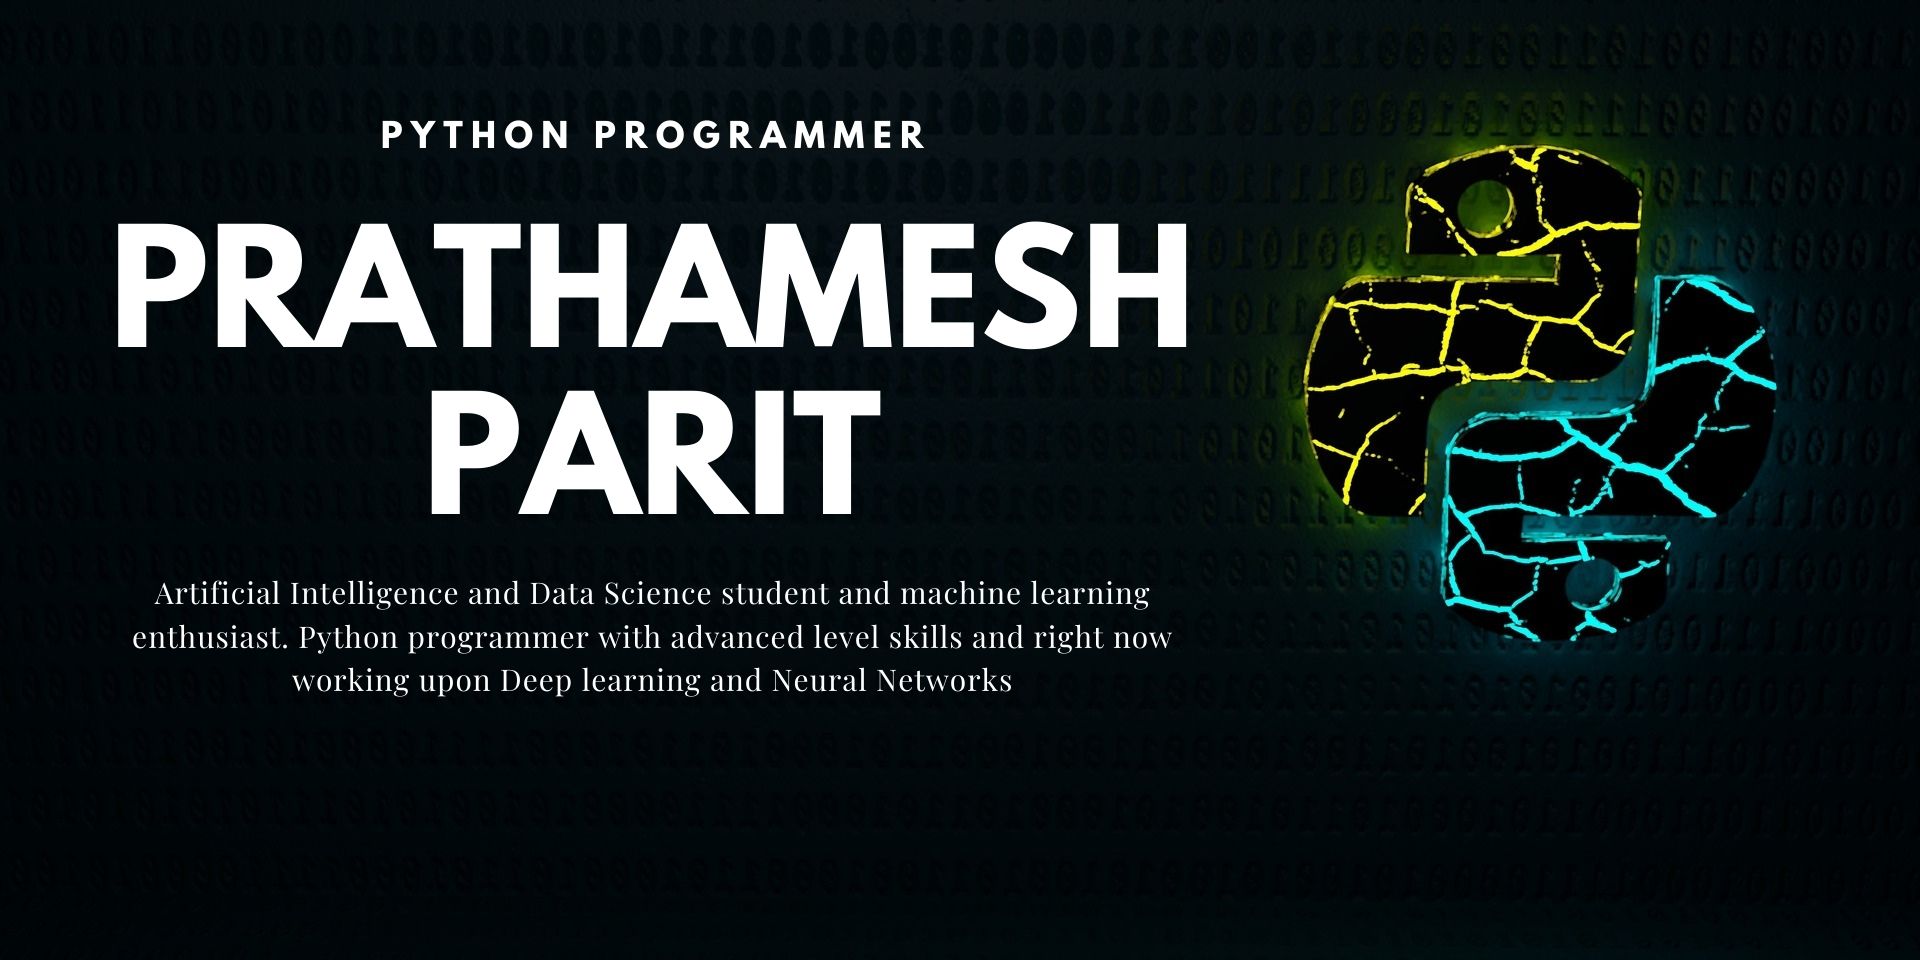 PYTHON PROGRAMMER
PRATHAMESH
PARIT
Artificial Intelligence and Data Science student and machine learning
enthusiast. Python programmer with advanced level skills and right now
working upon Deep learning and Neural Networks